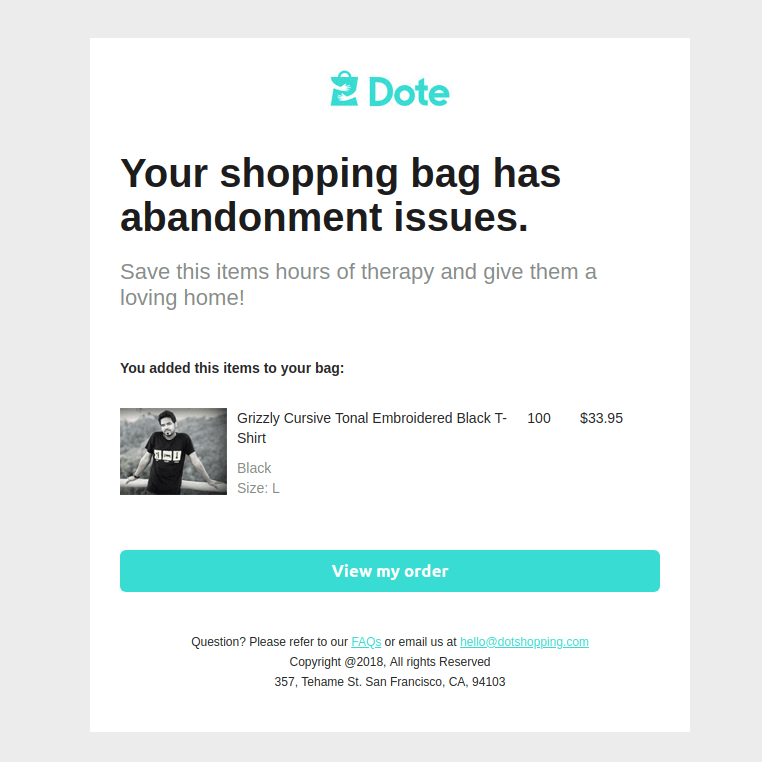 Dote
Your shopping bag has
abandonment issues.
Save this items hours of therapy and give them a
loving home!
You added this items to your bag:
Grizzly Cursive Tonal Embroidered Black T- 100 $33.95
Shirt
Black
Size: L
View my order
Question? Please refer to our FAQs or email us at hello@dotshopping.com
Copyright @2018, All rights Reserved
357, Tehame St. San Francisco, CA, 94103